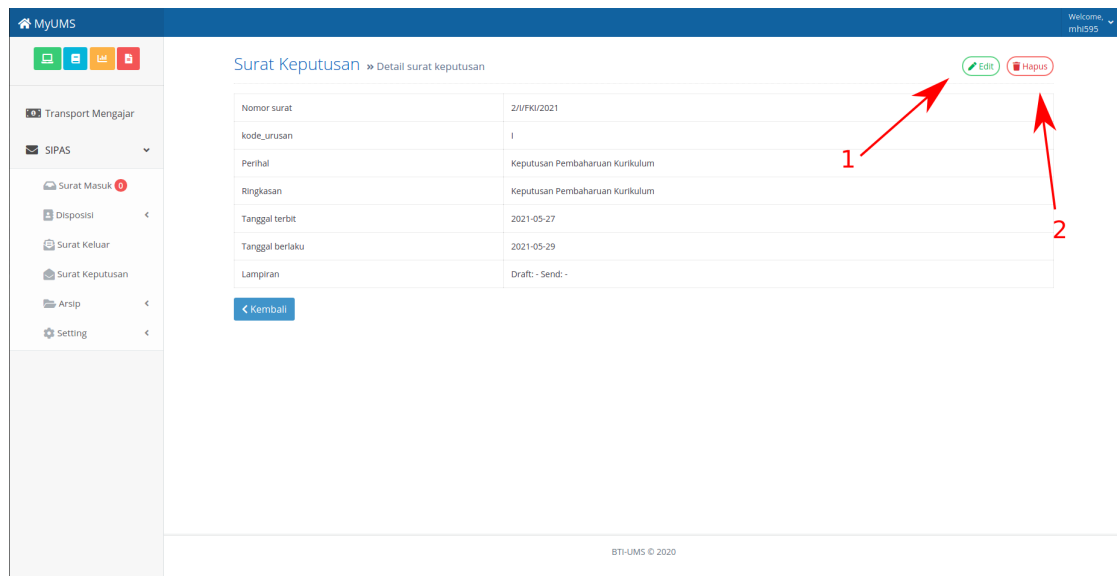 MyUMS
Welcome,
mhi595
Surat Keputusan » Detail surat keputusan
Edit
Hapus
Transport Mengajar
SIPAS
Surat Masuk 0
Disposisi
Surat Keluar
Surat Keputusan
Arsip
Setting
Nomor surat 2/I/FKI/2021
kode_urusan I
Perihal Keputusan Pembaharuan Kurikulum
Ringkasan Keputusan Pembaharuan Kurikulum
Tanggal terbit 2021-05-27
Tanggal berlaku 2021-05-29
Lampiran Draft: - Send: -
Kembali
1
2
BTI-UMS © 2020